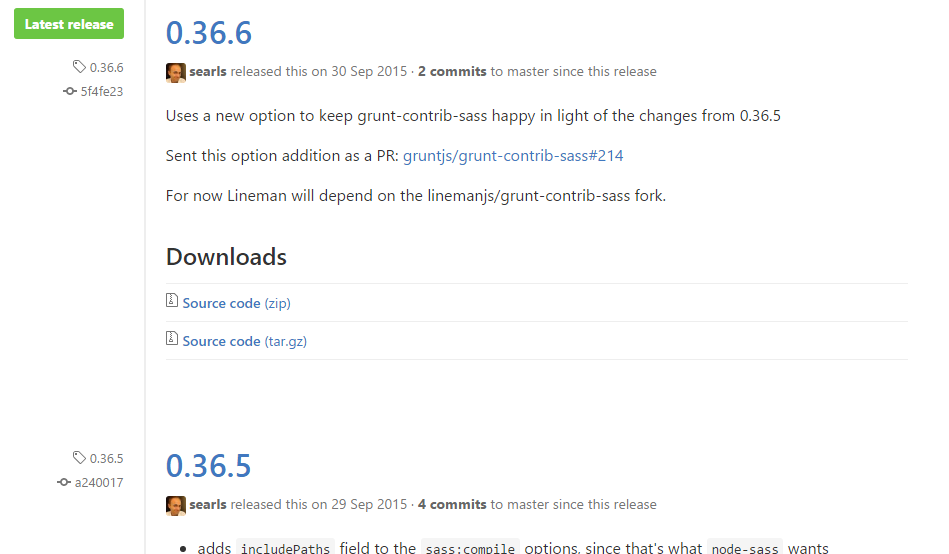 Latest release
0.36.6
5f4fe23
0.36.6
searls released this on 30 Sep 2015 · 2 commits to master since this release
Uses a new option to keep grunt-contrib-sass happy in light of the changes from 0.36.5
Sent this option addition as a PR: gruntjs/grunt-contrib-sass#214
For now Lineman will depend on the linemanjs/grunt-contrib-sass fork.
Downloads
Source code (zip)
Source code (tar.gz)
0.36.5
a240017
0.36.5
searls released this on 29 Sep 2015 · 4 commits to master since this release
• adds includePaths field to the sass:compile options, since that's what node-sass wants